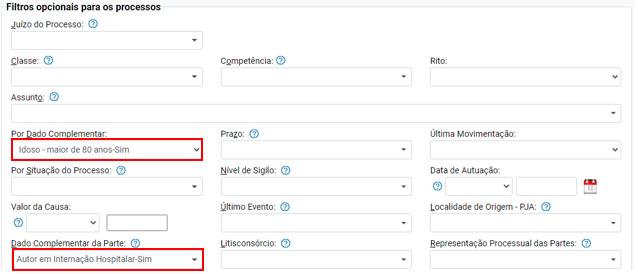 Filtros opcionais para os processos
Juízo do Processo:
Classe: Competência: Rito:
Assunto:
Por Dado Complementar: Prazo: Última Movimentação:
Idoso - maior de 80 anos-Sim
Por Situação do Processo: Nível de Sigilo: Data de Autuação:
Valor da Causa: Último Evento: Localidade de Origem - PJA:
Dado Complementar da Parte: Litisconsórcio: Representação Processual das Partes:
Autor em Internação Hospitalar-Sim